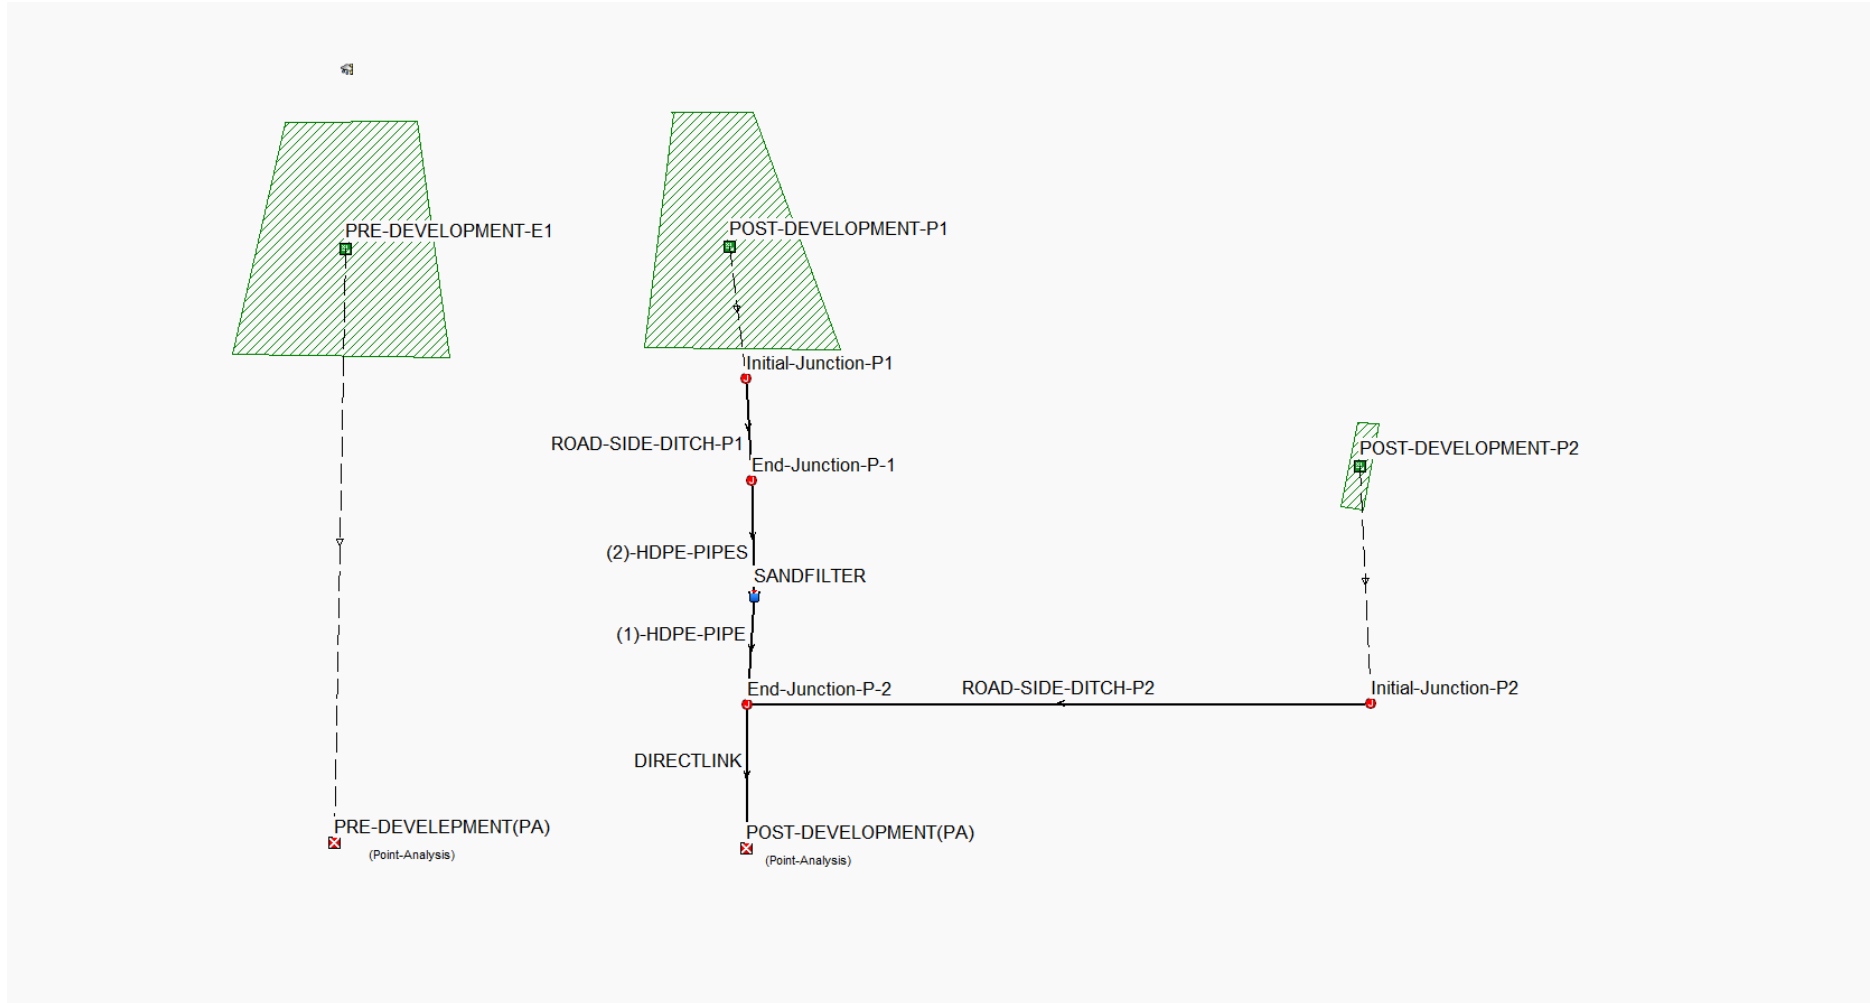 PRE-DEVELOPMENT-E1
POST-DEVELOPMENT-P1
Initial-Junction-P1
ROAD-SIDE-DITCH-P1
End-Junction-P-1
POST-DEVELOPMENT-P2
(2)-HDPE-PIPES
SANDFILTER
(1)-HDPE-PIPE
End-Junction-P-2
ROAD-SIDE-DITCH-P2
Initial-Junction-P2
DIRECTLINK
PRE-DEVELEPMENT(PA)
(Point-Analysis)
POST-DEVELOPMENT(PA)
(Point-Analysis)